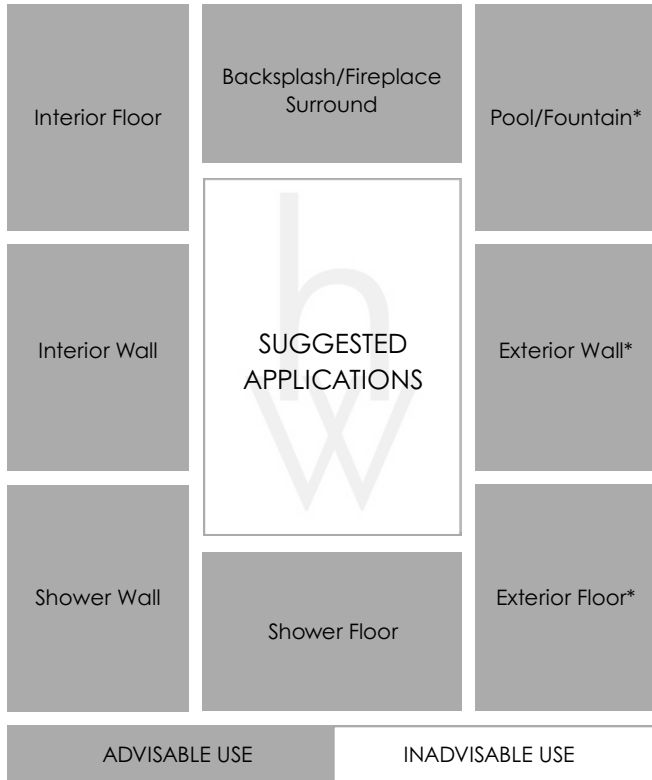 Interior Floor
Backsplash/Fireplace
Surround
Pool/Fountain*
Interior Wall
hw
SUGGESTED
APPLICATIONS
Exterior Wall*
Shower Wall
Shower Floor
Exterior Floor*
ADVISABLE USE
INADVISABLE USE